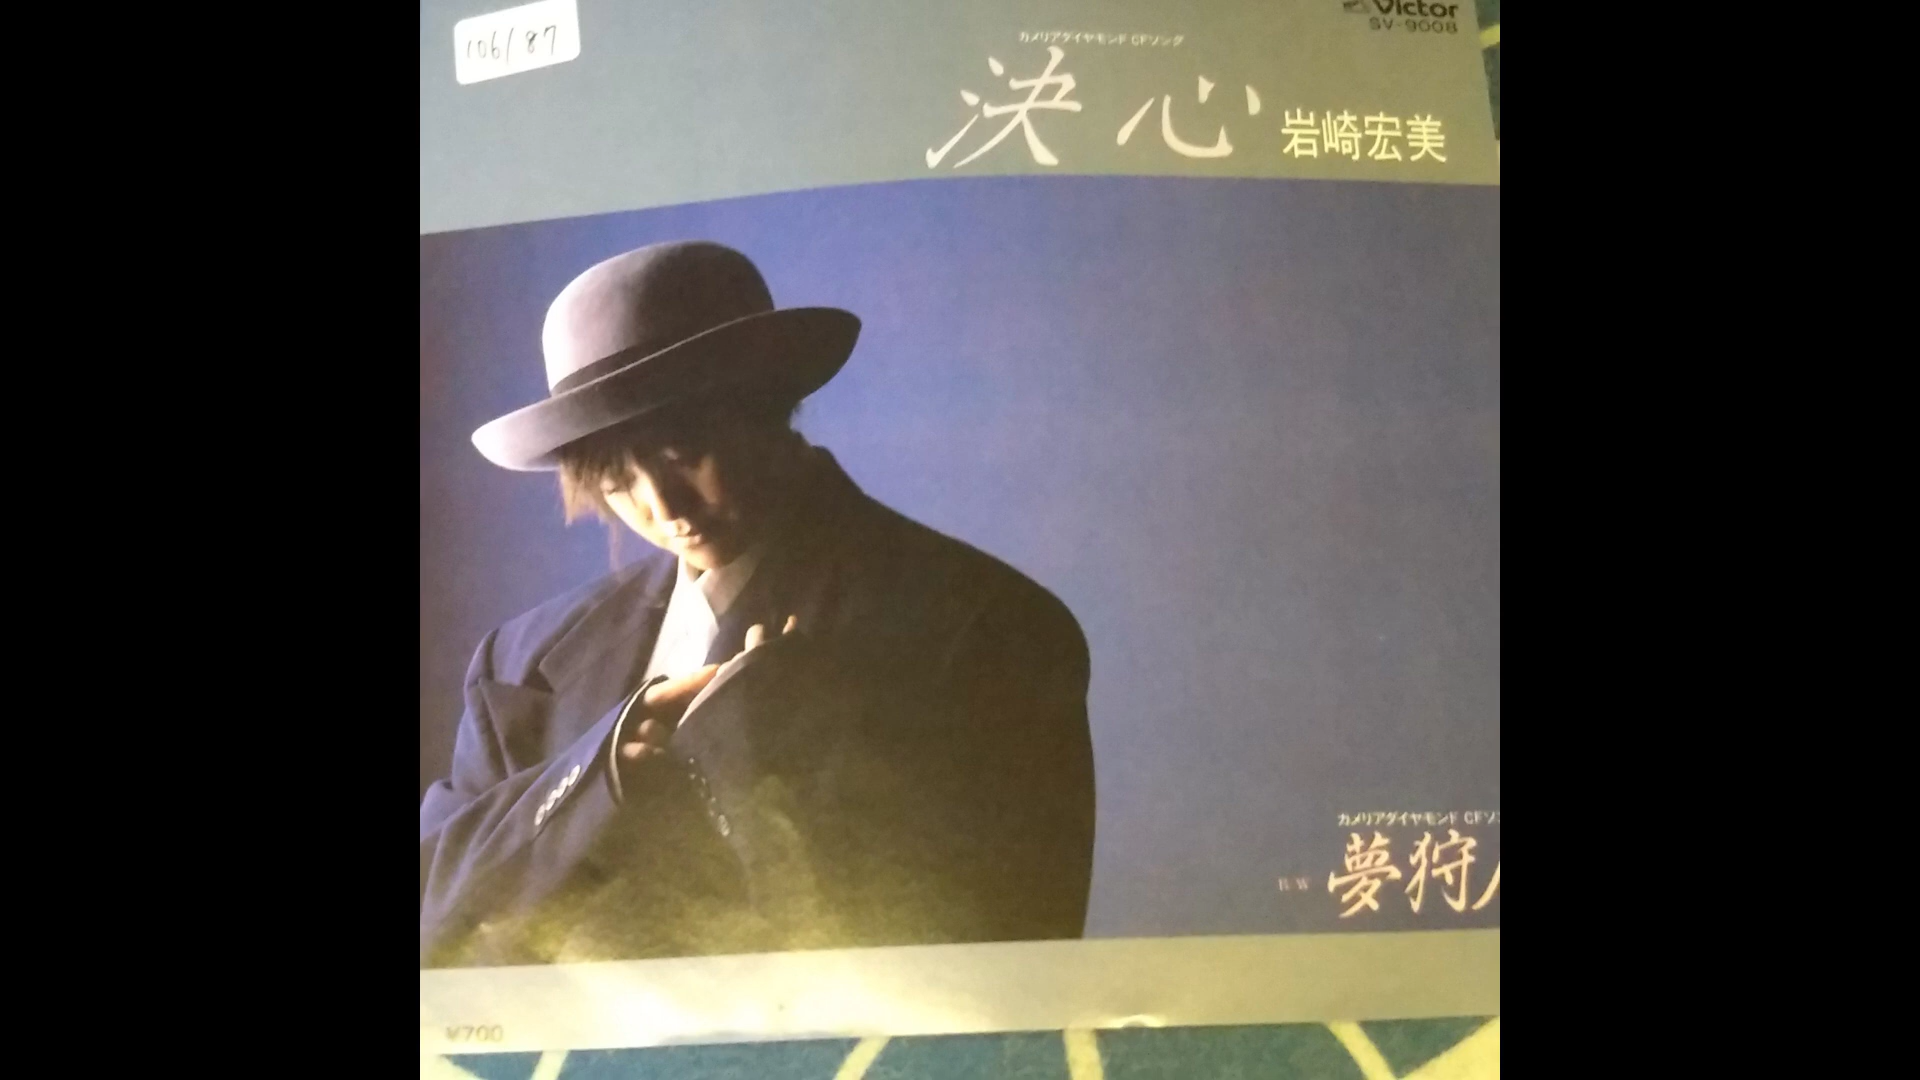 106/87
Victor
SV-9008
カメリアダイヤモンド CFソング
決心
岩崎宏美
カメリアダイヤモンド CFソ
B/W 夢狩人
¥700